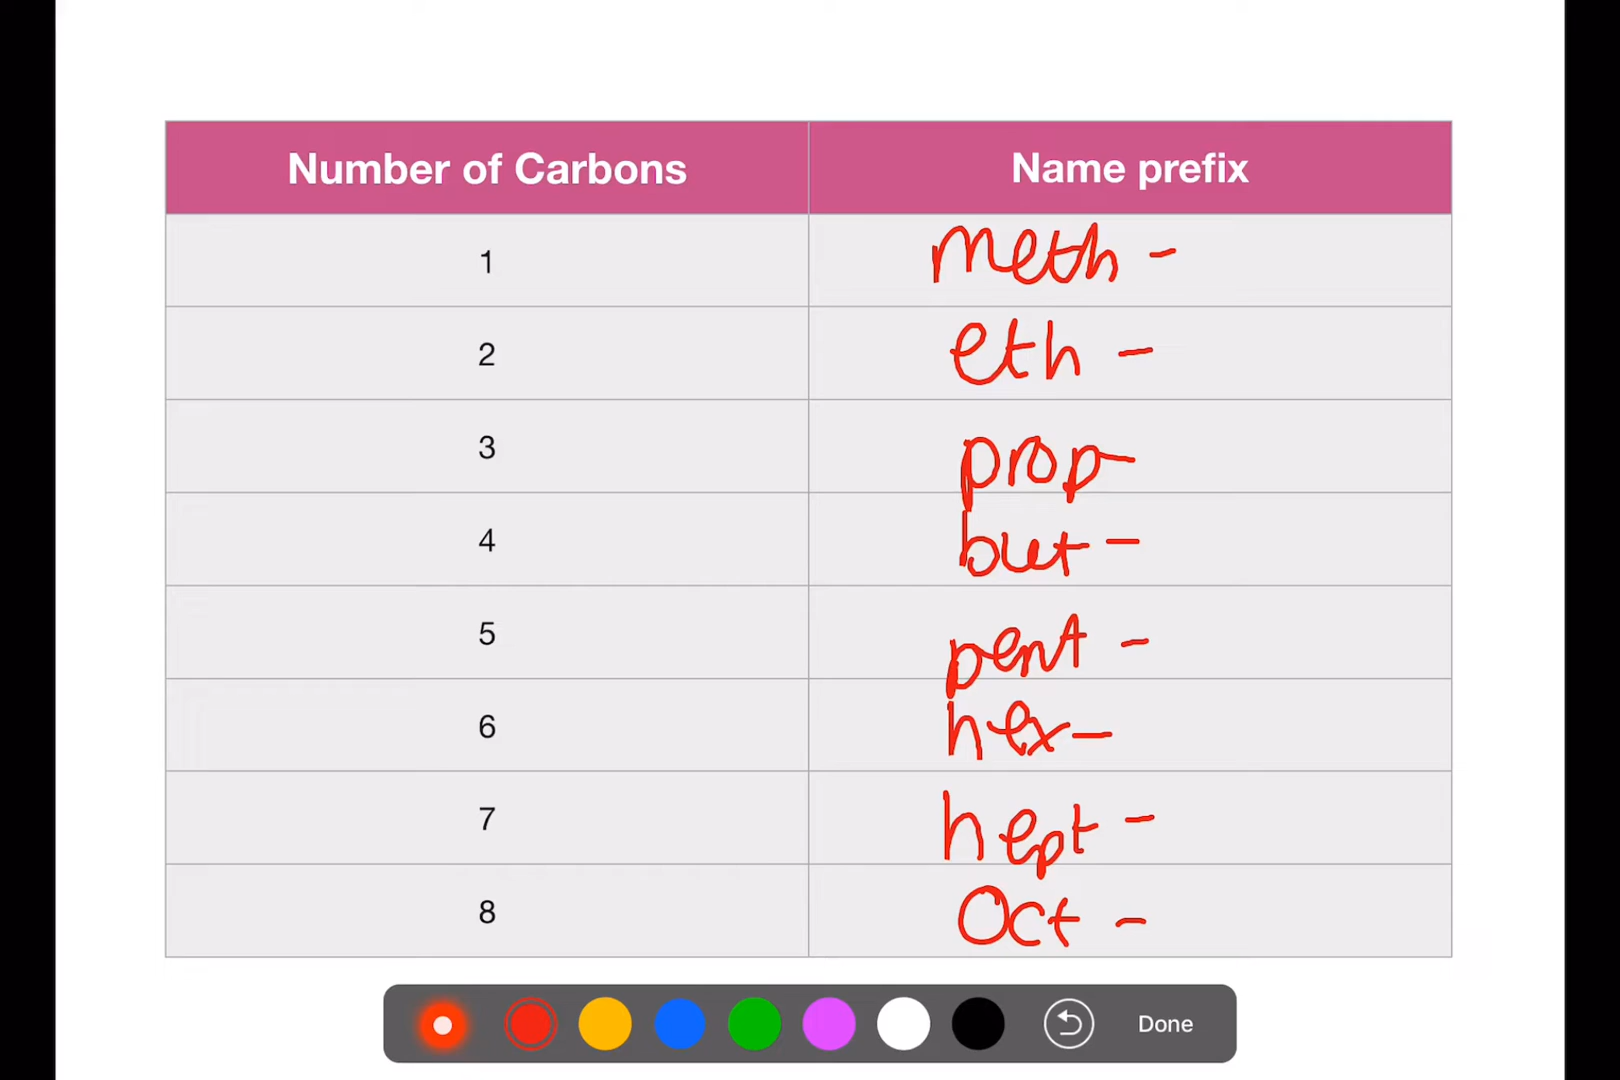 Number of Carbons Name prefix
1 meth -
2 eth -
3 prop-
4 but -
5 pent -
6 hex-
7 hept -
8 Oct -
Done